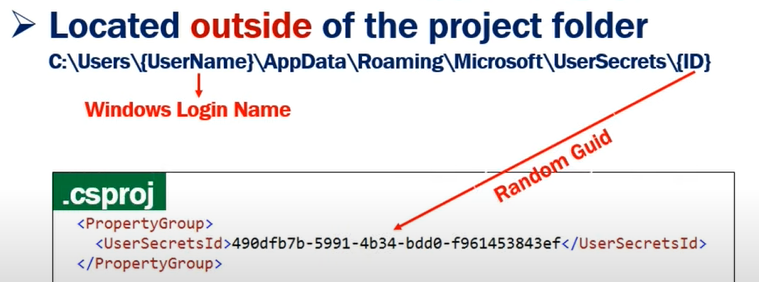 ➢ Located outside of the project folder
C:\Users\{UserName}\AppData\Roaming\Microsoft\UserSecrets\{ID}
Windows Login Name
Random Guid
.csproj
<PropertyGroup>
<UserSecretsId>490dfb7b-5991-4b34-bdd0-f961453843ef</UserSecretsId>
</PropertyGroup>